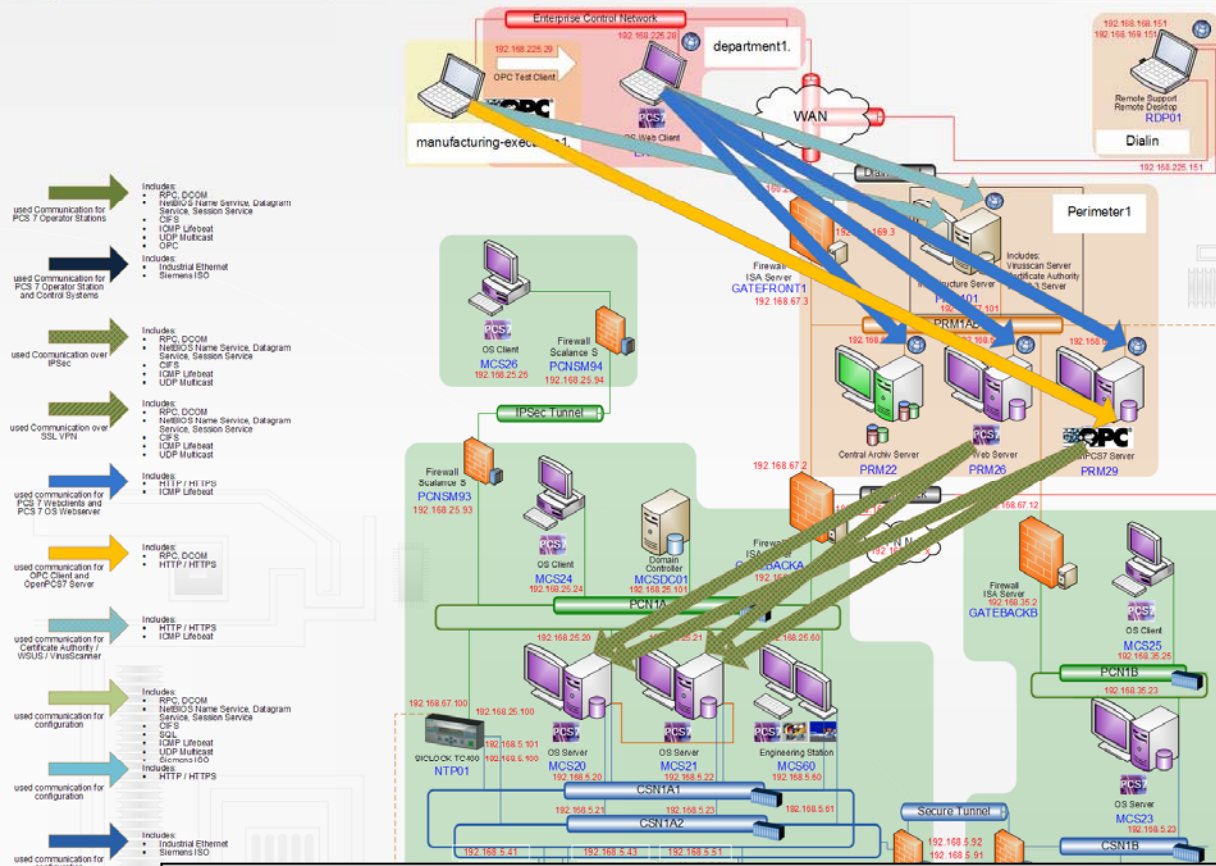 Enterprise Control Network
192.168.225.29
192.168.225.28
OPC Test Client
OPC
department1.
PCS7
OS Web Client
manufacturing-execution1.
WAN
192.168.168.151
192.168.169.151
Remote Support
Remote Desktop
RDP01
Dialin
192.168.225.151
Perimeter1
Firewall
ISA Server
GATEFRONT1
192.168.67.3
Includes:
Virusscan Server
Certificate Authority
PRM1AB
Central Archiv Server
PRM22
PCS7
Web Server
PRM26
OPC
PRM29
used Communication for
PCS 7 Operator Stations
Includes:
RPC, DCOM
NetBIOS Name Service, Datagram
Service, Session Service
CIFS
ICMP Lifebeat
UDP Multicast
OPC
used Communication for
PCS 7 Operator Station
and Control Systems
Includes:
Industrial Ethernet
Siemens ISO
used Coomunication over
IPSec
Includes:
RPC, DCOM
NetBIOS Name Service, Datagram
Service, Session Service
CIFS
ICMP Lifebeat
UDP Multicast
used Communication over
SSL VPN
Includes:
RPC, DCOM
NetBIOS Name Service, Datagram
Service, Session Service
CIFS
ICMP Lifebeat
UDP Multicast
used communication for
PCS 7 Webclients and
PCS 7 OS Webserver
HTTP / HTTPS
ICMP Lifebeat
used communication for
OPC Client and
OpenPCS7 Server
Includes:
RPC, DCOM
HTTP / HTTPS
used communication for
Certificate Authority /
WSUS / VirusScanner
Includes:
HTTP / HTTPS
ICMP Lifebeat
used communication for
configuration
Includes:
RPC, DCOM
NetBIOS Name Service, Datagram
Service, Session Service
CIFS
SQL
ICMP Lifebeat
UDP Multicast
Siemens ISO
used communication for
configuration
Includes:
HTTP / HTTPS
used communication for
Includes:
Industrial Ethernet
Siemens ISO
PCS7
OS Client
MCS26
192.168.25.26
Firewall
Scalance S
PCNSM94
192.168.25.94
IPSec Tunnel
Firewall
Scalance S
PCNSM93
192.168.25.93
PCS7
OS Client
MCS24
192.168.25.24
Domain
Controller
MCSDC01
192.168.25.101
192.168.67.2
Firewall
192.168.67.12
Firewall
ISA Server
192.168.35.2
GATEBACKB
PCS7
OS Client
MCS25
192.168.35.25
PCN1A
PCN1B
192.168.35.23
192.168.25.20
192.168.67.100
192.168.25.100
192.168.5.101
192.168.5.100
SICLOCK TC400
NTP01
PCS7
OS Server
MCS20
192.168.5.20
PCS7
OS Server
MCS21
192.168.5.22
PCS7
Engineering Station
MCS60
192.168.5.60
PCS7
OS Server
MCS23
192.168.5.23
CSN1A1
192.168.5.21
192.168.5.23
192.168.5.61
CSN1A2
Secure Tunnel
192.168.5.41
192.168.5.43
192.168.5.51
192.168.5.92
192.168.5.91
CSN1B